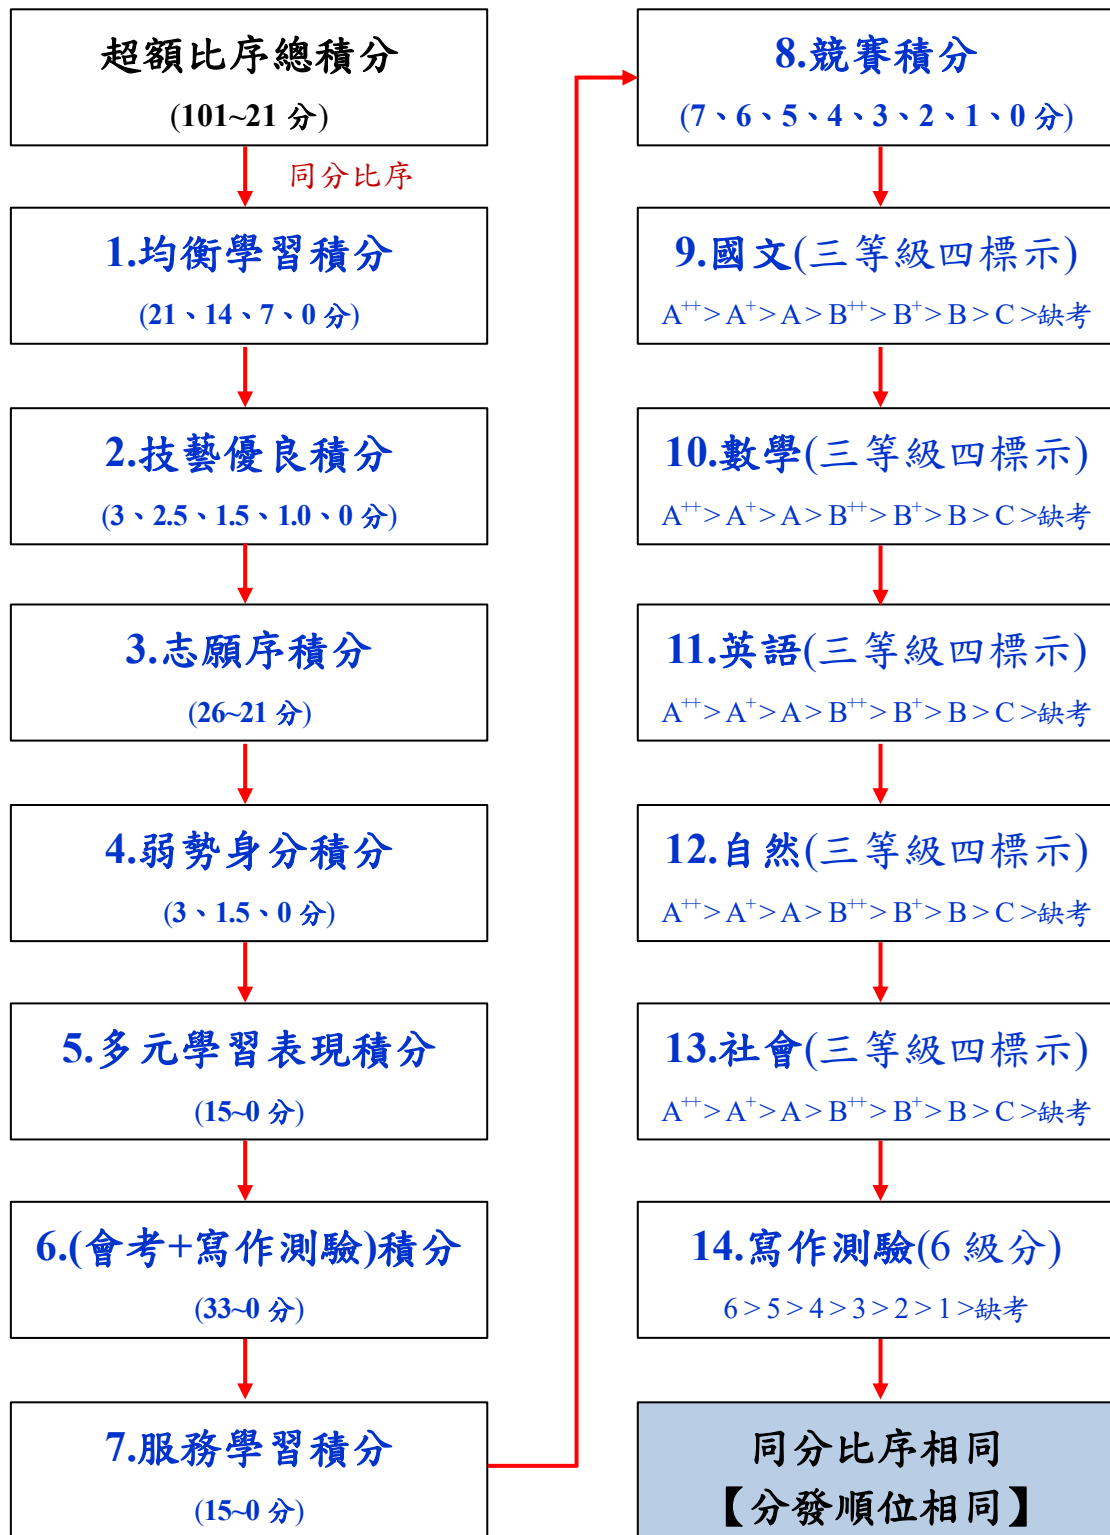 超額比序總積分
(101~21 分)
同分比序
1.均衡學習積分
(21、14、7、0 分)
2.技藝優良積分
(3、2.5、1.5、1.0、0 分)
3.志願序積分
(26~21 分)
4.弱勢身分積分
(3、1.5、0 分)
5.多元學習表現積分
(15~0 分)
6.(會考+寫作測驗)積分
(33~0 分)
7.服務學習積分
(15~0 分)
8.競賽積分
(7、6、5、4、3、2、1、0 分)
9.國文(三等級四標示)
A⁺⁺>A⁺>A>B⁺⁺>B⁺>B>C>缺考
10.數學(三等級四標示)
A⁺⁺>A⁺>A>B⁺⁺>B⁺>B>C>缺考
11.英語(三等級四標示)
A⁺⁺>A⁺>A>B⁺⁺>B⁺>B>C>缺考
12.自然(三等級四標示)
A⁺⁺>A⁺>A>B⁺⁺>B⁺>B>C>缺考
13.社會(三等級四標示)
A⁺⁺>A⁺>A>B⁺⁺>B⁺>B>C>缺考
14.寫作測驗(6 級分)
6>5>4>3>2>1>缺考
同分比序相同
【分發順位相同】